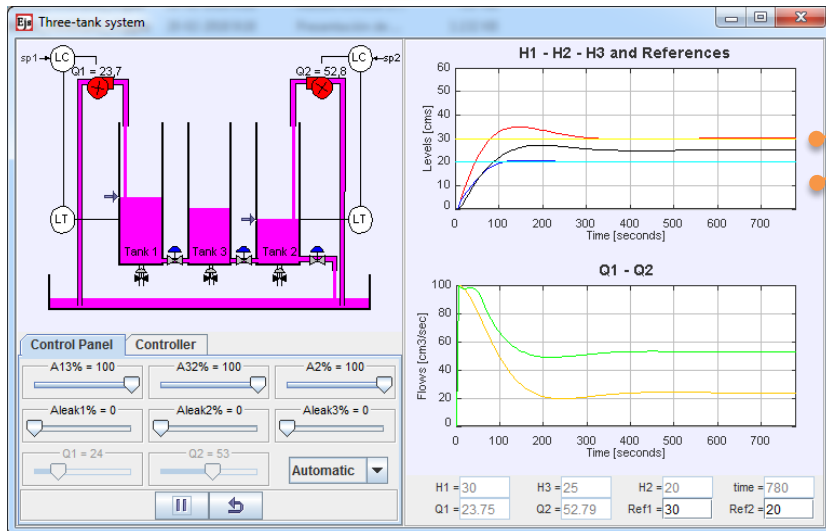 Three-tank system
sp1
LC
Q1 = 23,7
Q2 = 52,8
LC
sp2
LT
LT
Tank 1
Tank 3
Tank 2
Control Panel
Controller
A13% = 100
A32% = 100
A2% = 100
Aleak1% = 0
Aleak2% = 0
Aleak3% = 0
Q1 = 24
Q2 = 53
Automatic
H1 - H2 - H3 and References
Levels [cms]
60
50
40
30
20
10
0
0 100 200 300 400 500 600 700
Time [seconds]
Q1 - Q2
Flows [cm3/sec]
100
80
60
40
20
0
0 100 200 300 400 500 600 700
Time [seconds]
H1 = 30 H3 = 25 H2 = 20 time = 780
Q1 = 23.75 Q2 = 52.79 Ref1 = 30 Ref2 = 20